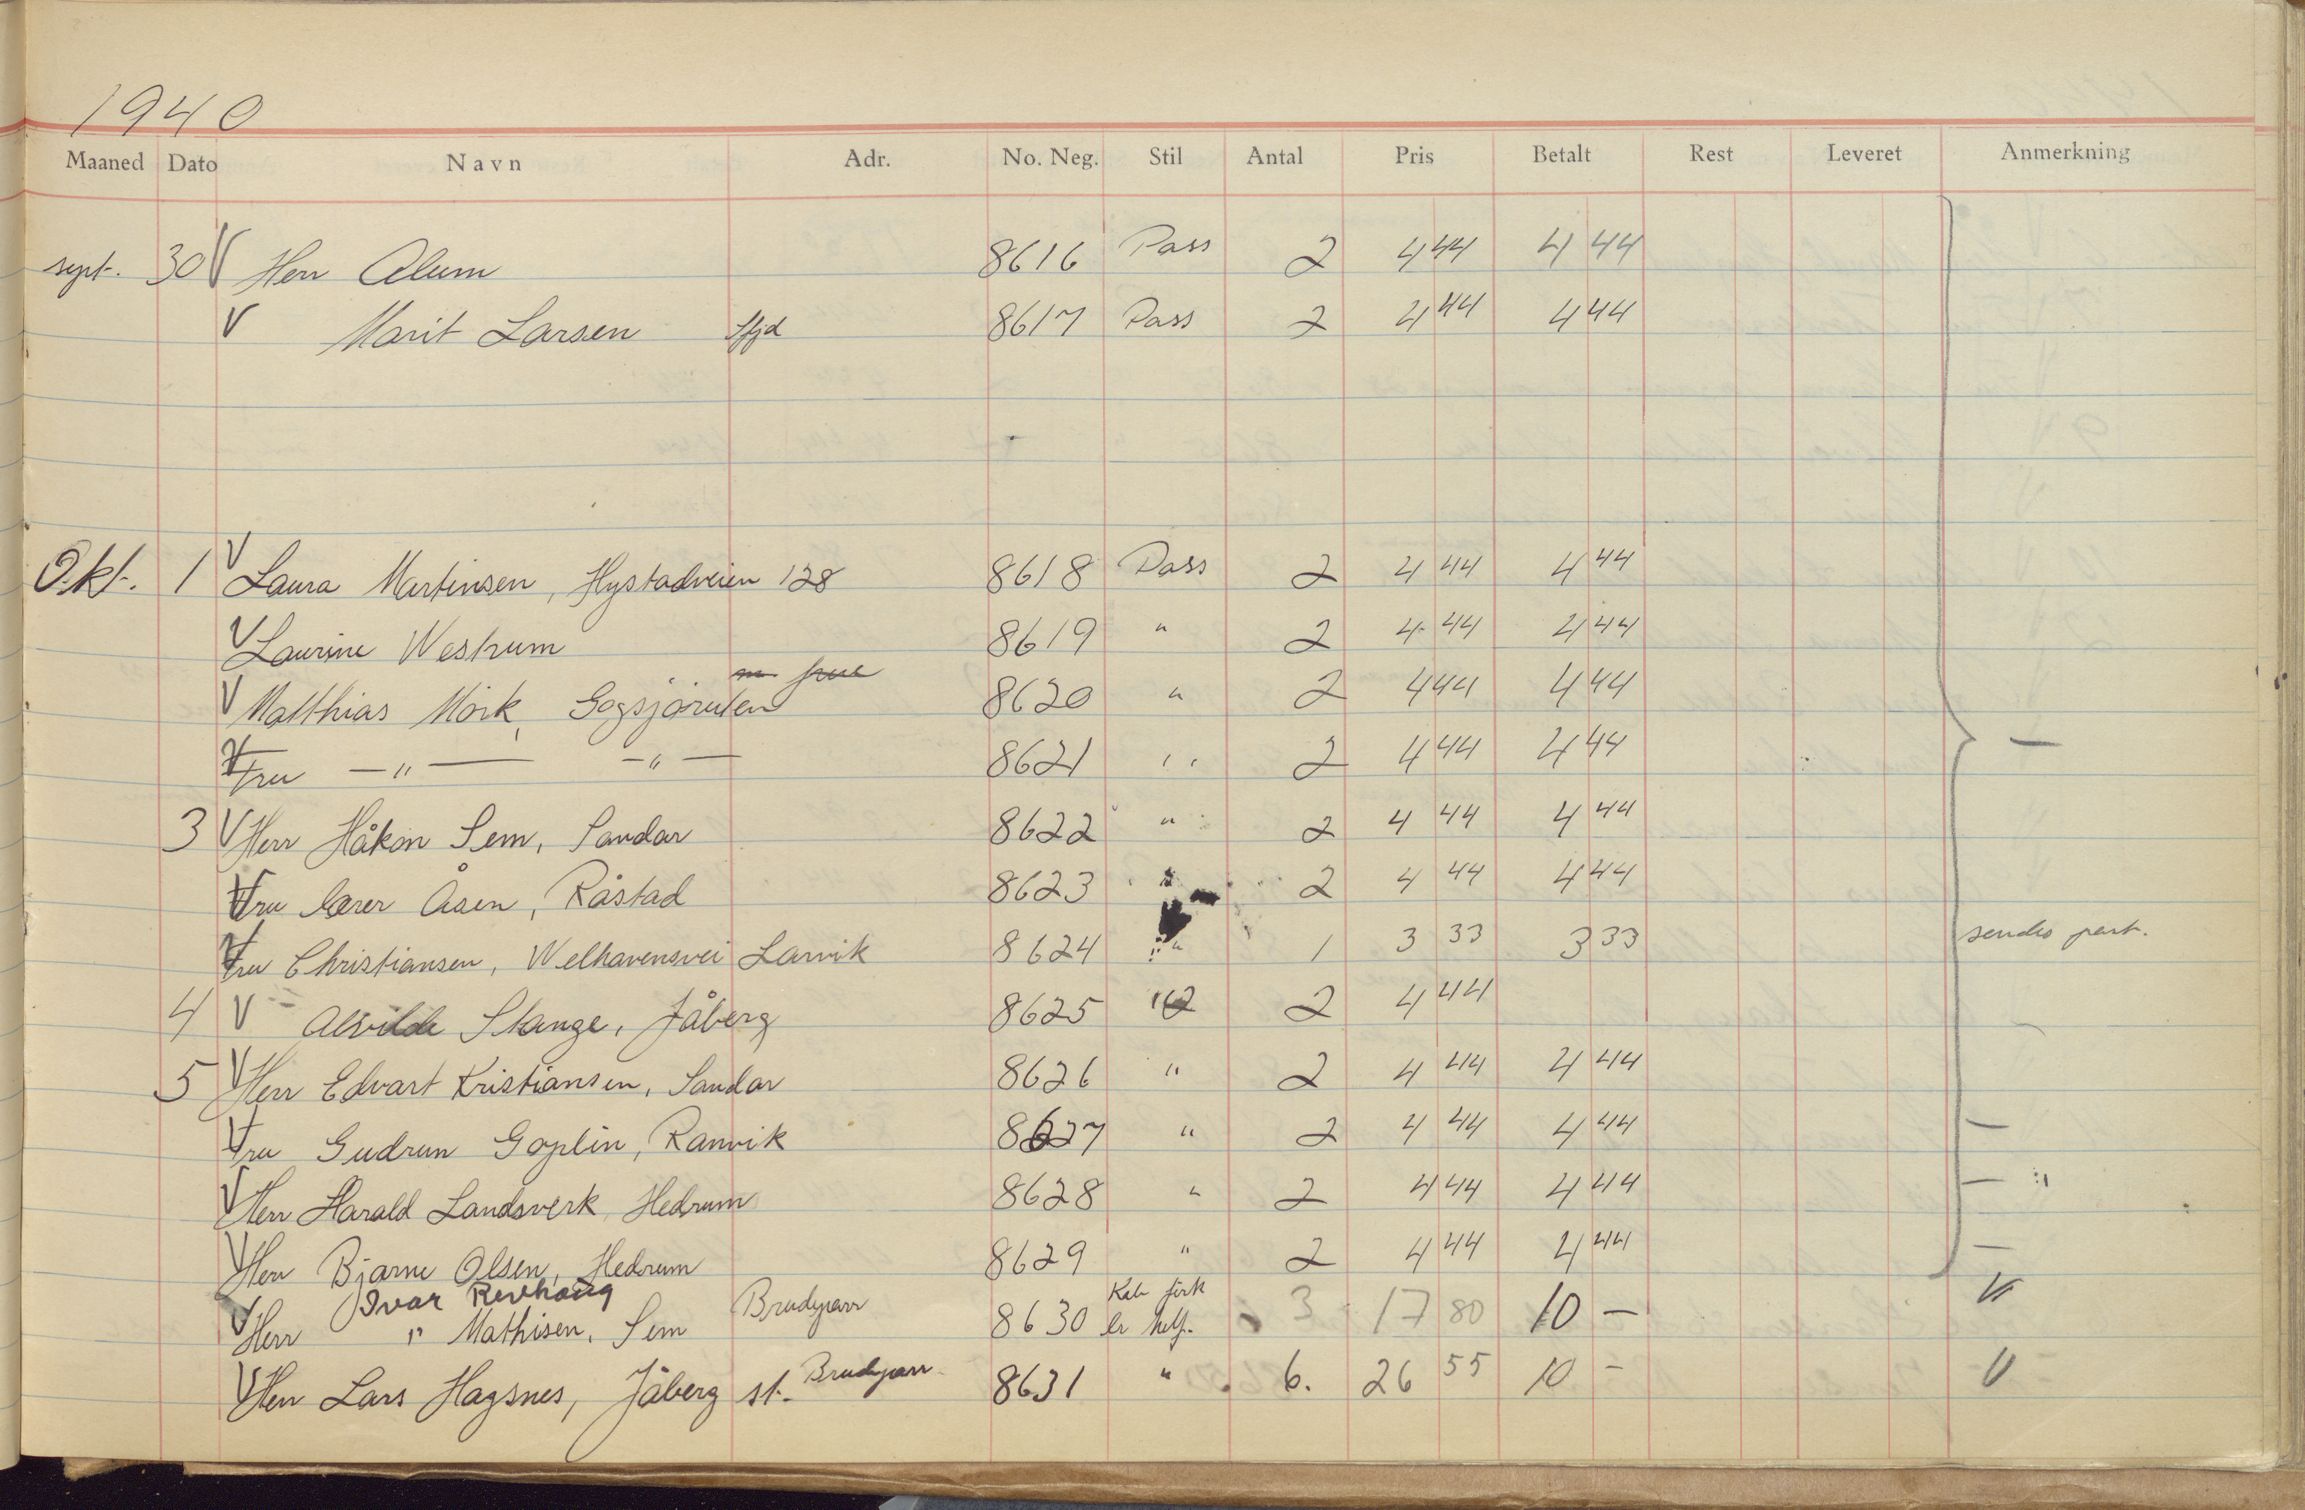 1940
Maaned Dato Navn Adr. No. Neg. Stil Antal Pris Betalt Rest Leveret Anmerkning
sept. 30 V Herr Alum 8616 Pass 2 4 44 4 44
V Marit Larsen Sfjd 8617 Pass 2 4 44 4 44
Okt. 1 V Laura Martinsen, Hystadveien 128 8618 Pass 2 4 44 4 44
V Laurine Westrum 8619 " 2 4 44 4 44
m frue
V Matthias Mörk, Gogsjøruten 8620 " 2 4 44 4 44
V Fru — " — — " — 8621 " 2 4 44 4 44 —
3 V Herr Håkon Sem, Sandar 8622 " 2 4 44 4 44
V Fru lærer Åsen, Råstad 8623 " 2 4 44 4 44
V Fru Christiansen, Welhavensvei Larvik 8624 " 1 3 33 3 33 sendes post.
4 V Alvilde Stange, Jåberg 8625 2 4 44
5 V Herr Edvart Kristiansen, Sandar 8626 " 2 4 44 4 44
V Fru Gudrun Goplin, Ranvik 8627 " 2 4 44 4 44 —
V Herr Harald Landsverk, Hedrum 8628 " 2 4 44 4 44 —
V Herr Bjarne Olsen, Hedrum 8629 " 2 4 44 4 44 —
Ivar Revhaug Kab
V Herr " Mathisen, Sem Brudepar 8630 3 17 80 10 — V
V Herr Lars Hagsnes, Jåberg st. Brudepar 8631 " 6. 26 55 10 — V